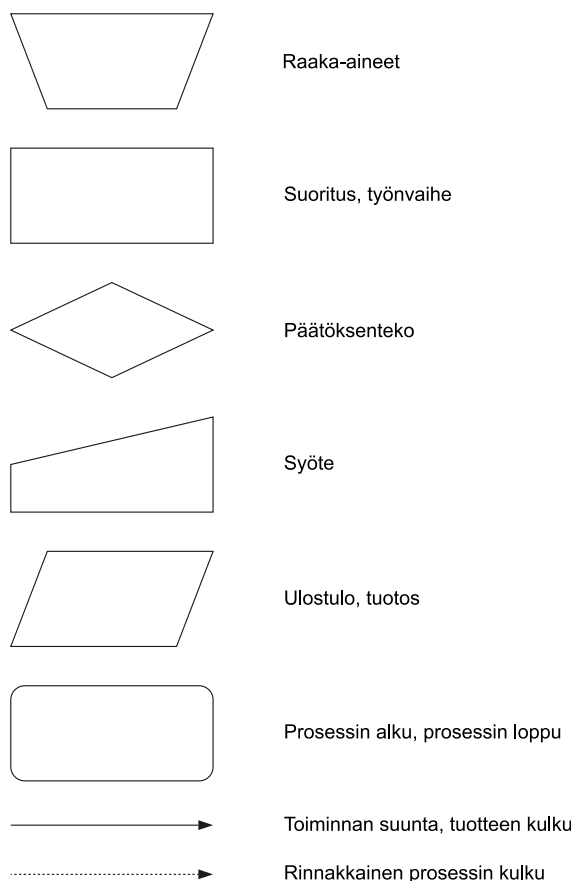 Raaka-aineet
Suoritus, työnvaihe
Päätöksenteko
Syöte
Ulostulo, tuotos
Prosessin alku, prosessin loppu
Toiminnan suunta, tuotteen kulku
Rinnakkainen prosessin kulku